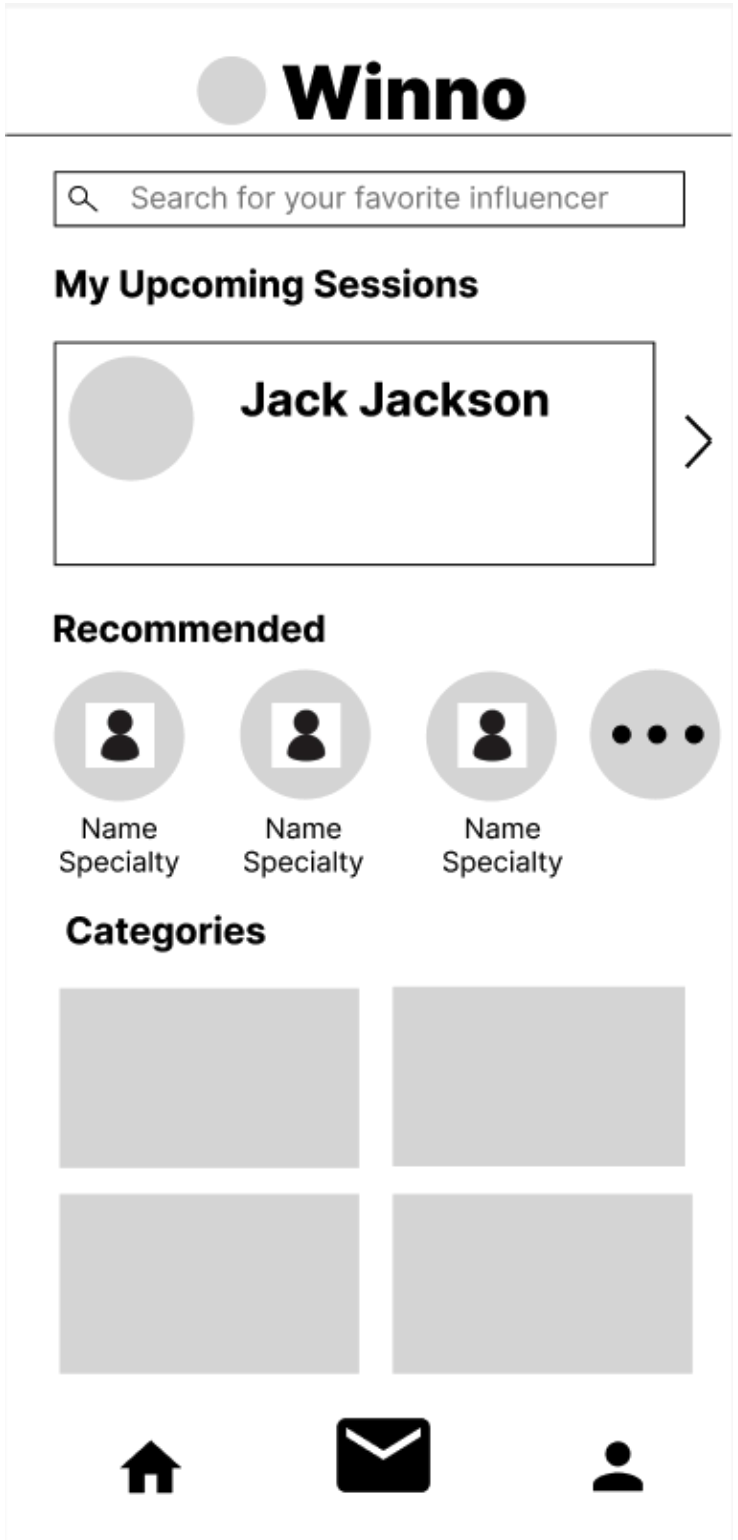 Winno
Search for your favorite influencer
My Upcoming Sessions
Jack Jackson
Recommended
Name
Specialty
Name
Specialty
Name
Specialty
Categories